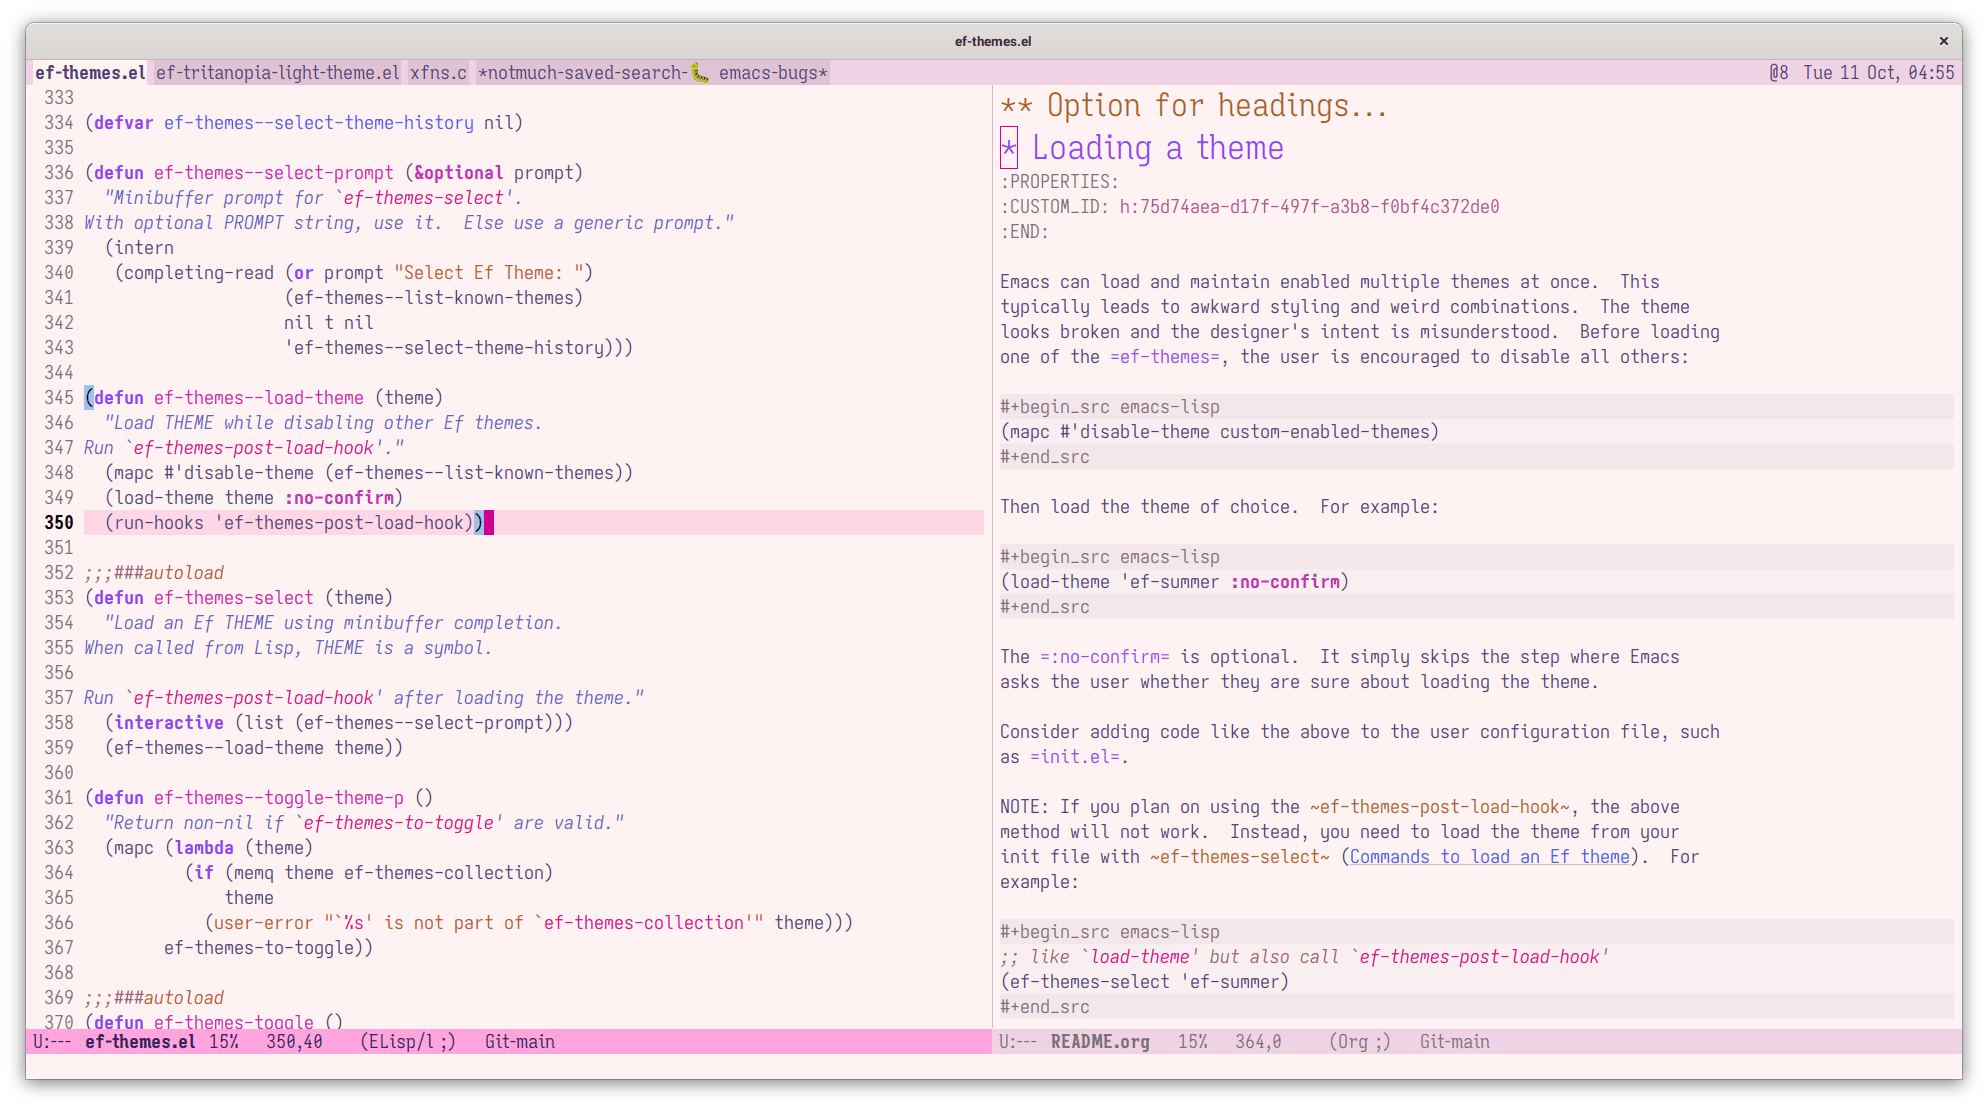 ef-themes.el ×
ef-themes.el ef-tritanopia-light-theme.el xfns.c *notmuch-saved-search-🐛 emacs-bugs* @8 Tue 11 Oct, 04:55
333
334 (defvar ef-themes--select-theme-history nil)
335
336 (defun ef-themes--select-prompt (&optional prompt)
337   "Minibuffer prompt for `ef-themes-select'.
338 With optional PROMPT string, use it.  Else use a generic prompt."
339   (intern
340    (completing-read (or prompt "Select Ef Theme: ")
341                     (ef-themes--list-known-themes)
342                     nil t nil
343                     'ef-themes--select-theme-history)))
344
345 (defun ef-themes--load-theme (theme)
346   "Load THEME while disabling other Ef themes.
347 Run `ef-themes-post-load-hook'."
348   (mapc #'disable-theme (ef-themes--list-known-themes))
349   (load-theme theme :no-confirm)
350   (run-hooks 'ef-themes-post-load-hook))
351
352 ;;;###autoload
353 (defun ef-themes-select (theme)
354   "Load an Ef THEME using minibuffer completion.
355 When called from Lisp, THEME is a symbol.
356
357 Run `ef-themes-post-load-hook' after loading the theme."
358   (interactive (list (ef-themes--select-prompt)))
359   (ef-themes--load-theme theme))
360
361 (defun ef-themes--toggle-theme-p ()
362   "Return non-nil if `ef-themes-to-toggle' are valid."
363   (mapc (lambda (theme)
364           (if (memq theme ef-themes-collection)
365               theme
366             (user-error "`%s' is not part of `ef-themes-collection'" theme)))
367         ef-themes-to-toggle))
368
369 ;;;###autoload
370 (defun ef-themes-toggle ()
U:--- ef-themes.el 15% 350,40 (ELisp/l ;) Git-main
** Option for headings...
* Loading a theme
:PROPERTIES:
:CUSTOM_ID: h:75d74aea-d17f-497f-a3b8-f0bf4c372de0
:END:
Emacs can load and maintain enabled multiple themes at once.  This
typically leads to awkward styling and weird combinations.  The theme
looks broken and the designer's intent is misunderstood.  Before loading
one of the =ef-themes=, the user is encouraged to disable all others:
#+begin_src emacs-lisp
(mapc #'disable-theme custom-enabled-themes)
#+end_src
Then load the theme of choice.  For example:
#+begin_src emacs-lisp
(load-theme 'ef-summer :no-confirm)
#+end_src
The =:no-confirm= is optional.  It simply skips the step where Emacs
asks the user whether they are sure about loading the theme.
Consider adding code like the above to the user configuration file, such
as =init.el=.
NOTE: If you plan on using the ~ef-themes-post-load-hook~, the above
method will not work.  Instead, you need to load the theme from your
init file with ~ef-themes-select~ (Commands to load an Ef theme).  For
example:
#+begin_src emacs-lisp
;; like `load-theme' but also call `ef-themes-post-load-hook'
(ef-themes-select 'ef-summer)
#+end_src
U:--- README.org 15% 364,0 (Org ;) Git-main